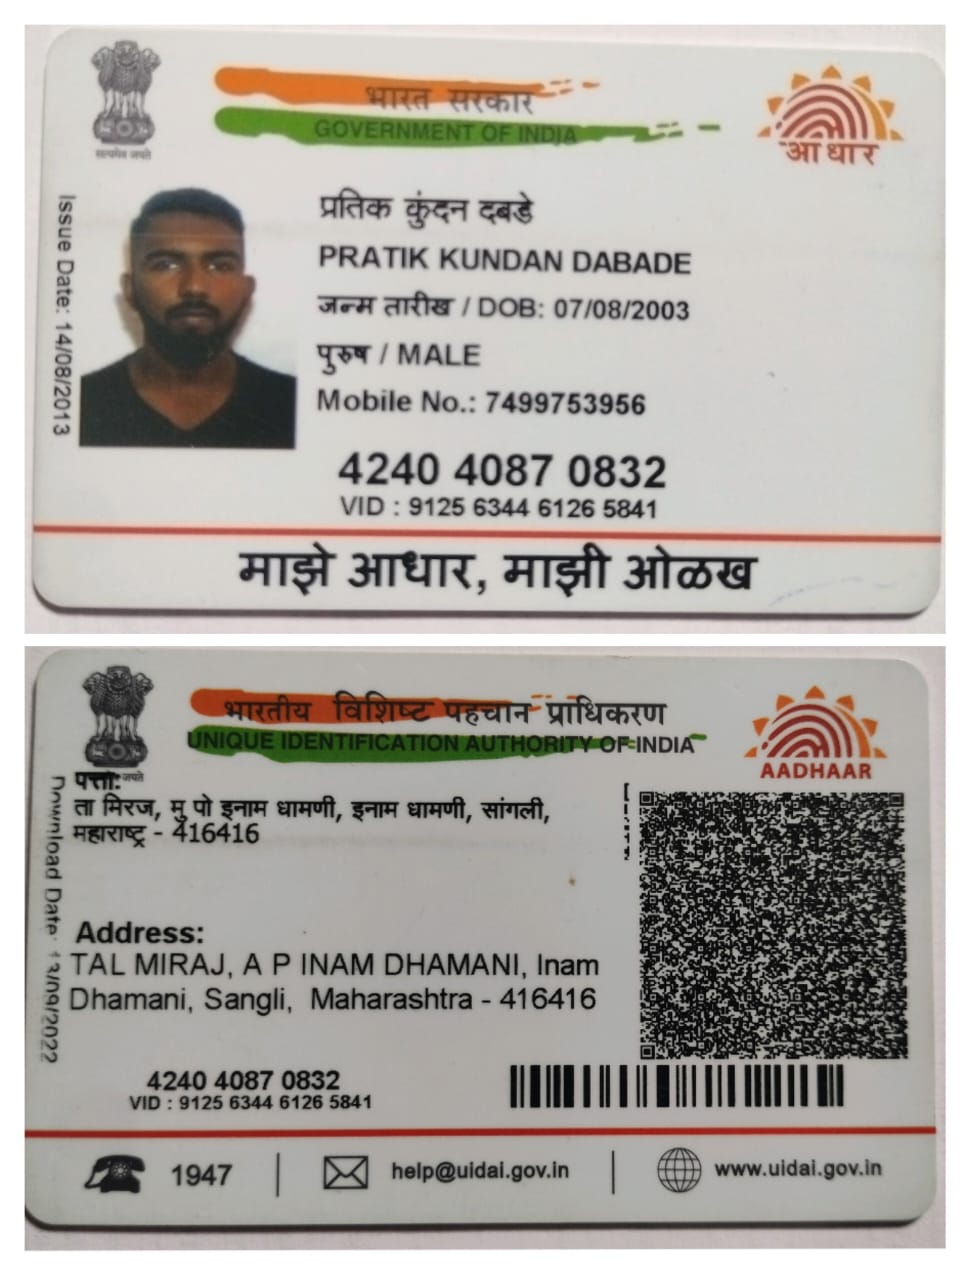 सत्यमेव जयते
भारत सरकार
GOVERNMENT OF INDIA
आधार
Issue Date: 14/08/2013
प्रतिक कुंदन दबडे
PRATIK KUNDAN DABADE
जन्म तारीख / DOB: 07/08/2003
पुरुष / MALE
Mobile No.: 7499753956
4240 4087 0832
VID : 9125 6344 6126 5841
माझे आधार, माझी ओळख
भारतीय विशिष्ट पहचान प्राधिकरण
UNIQUE IDENTIFICATION AUTHORITY OF INDIA
AADHAAR
जयते
Download Date: 13/09/2022
पत्ता:
ता मिरज, मु पो इनाम धामणी, इनाम धामणी, सांगली,
महाराष्ट्र - 416416
Address:
TAL MIRAJ, A P INAM DHAMANI, Inam
Dhamani, Sangli, Maharashtra - 416416
4240 4087 0832
VID : 9125 6344 6126 5841
1947
help@uidai.gov.in
www.uidai.gov.in